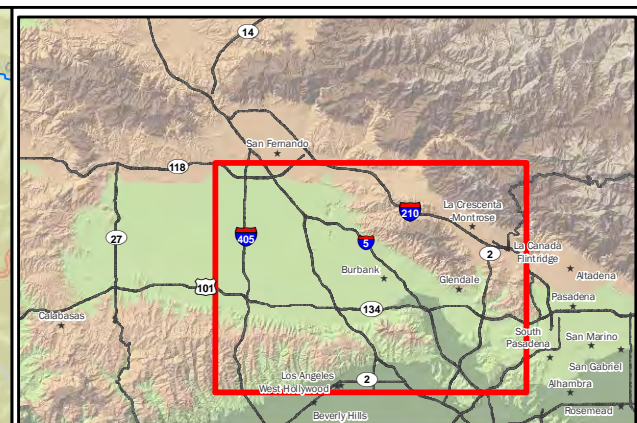 14
San Fernando
118
La Crescenta
-Montrose
210
27
405
5
2
La Canada
Flintridge
Altadena
Burbank
Glendale
101
Pasadena
134
Calabasas
South
Pasadena
San Marino
San Gabriel
Los Angeles
West Hollywood
2
Alhambra
Beverly Hills
Rosemead